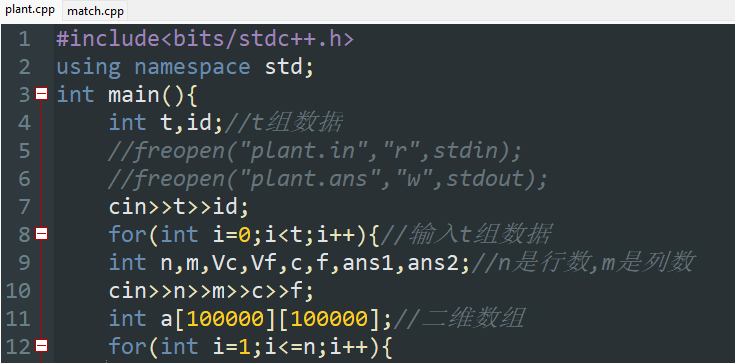 plant.cpp match.cpp
1 #include<bits/stdc++.h>
2 using namespace std;
3 int main(){
4 int t,id;//t组数据
5 //freopen("plant.in","r",stdin);
6 //freopen("plant.ans","w",stdout);
7 cin>>t>>id;
8 for(int i=0;i<t;i++){//输入t组数据
9 int n,m,Vc,Vf,c,f,ans1,ans2;//n是行数,m是列数
10 cin>>n>>m>>c>>f;
11 int a[100000][100000];//二维数组
12 for(int i=1;i<=n;i++){